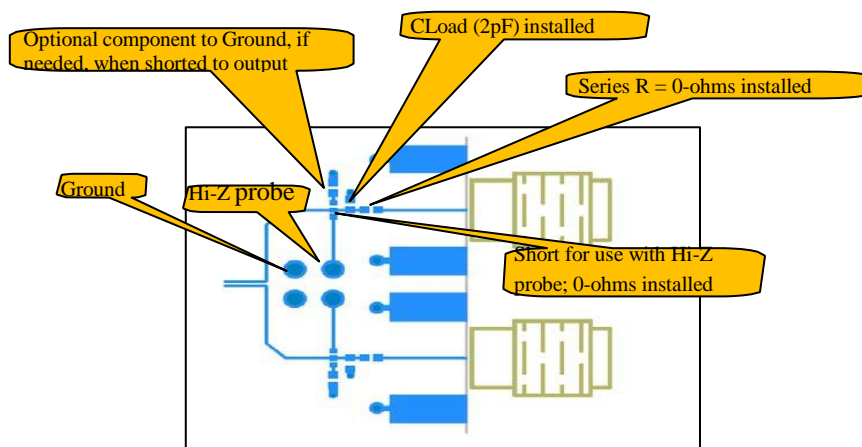 Optional component to Ground, if
needed, when shorted to output
CLoad (2pF) installed
Series R = 0-ohms installed
Ground
Hi-Z probe
Short for use with Hi-Z
probe; 0-ohms installed